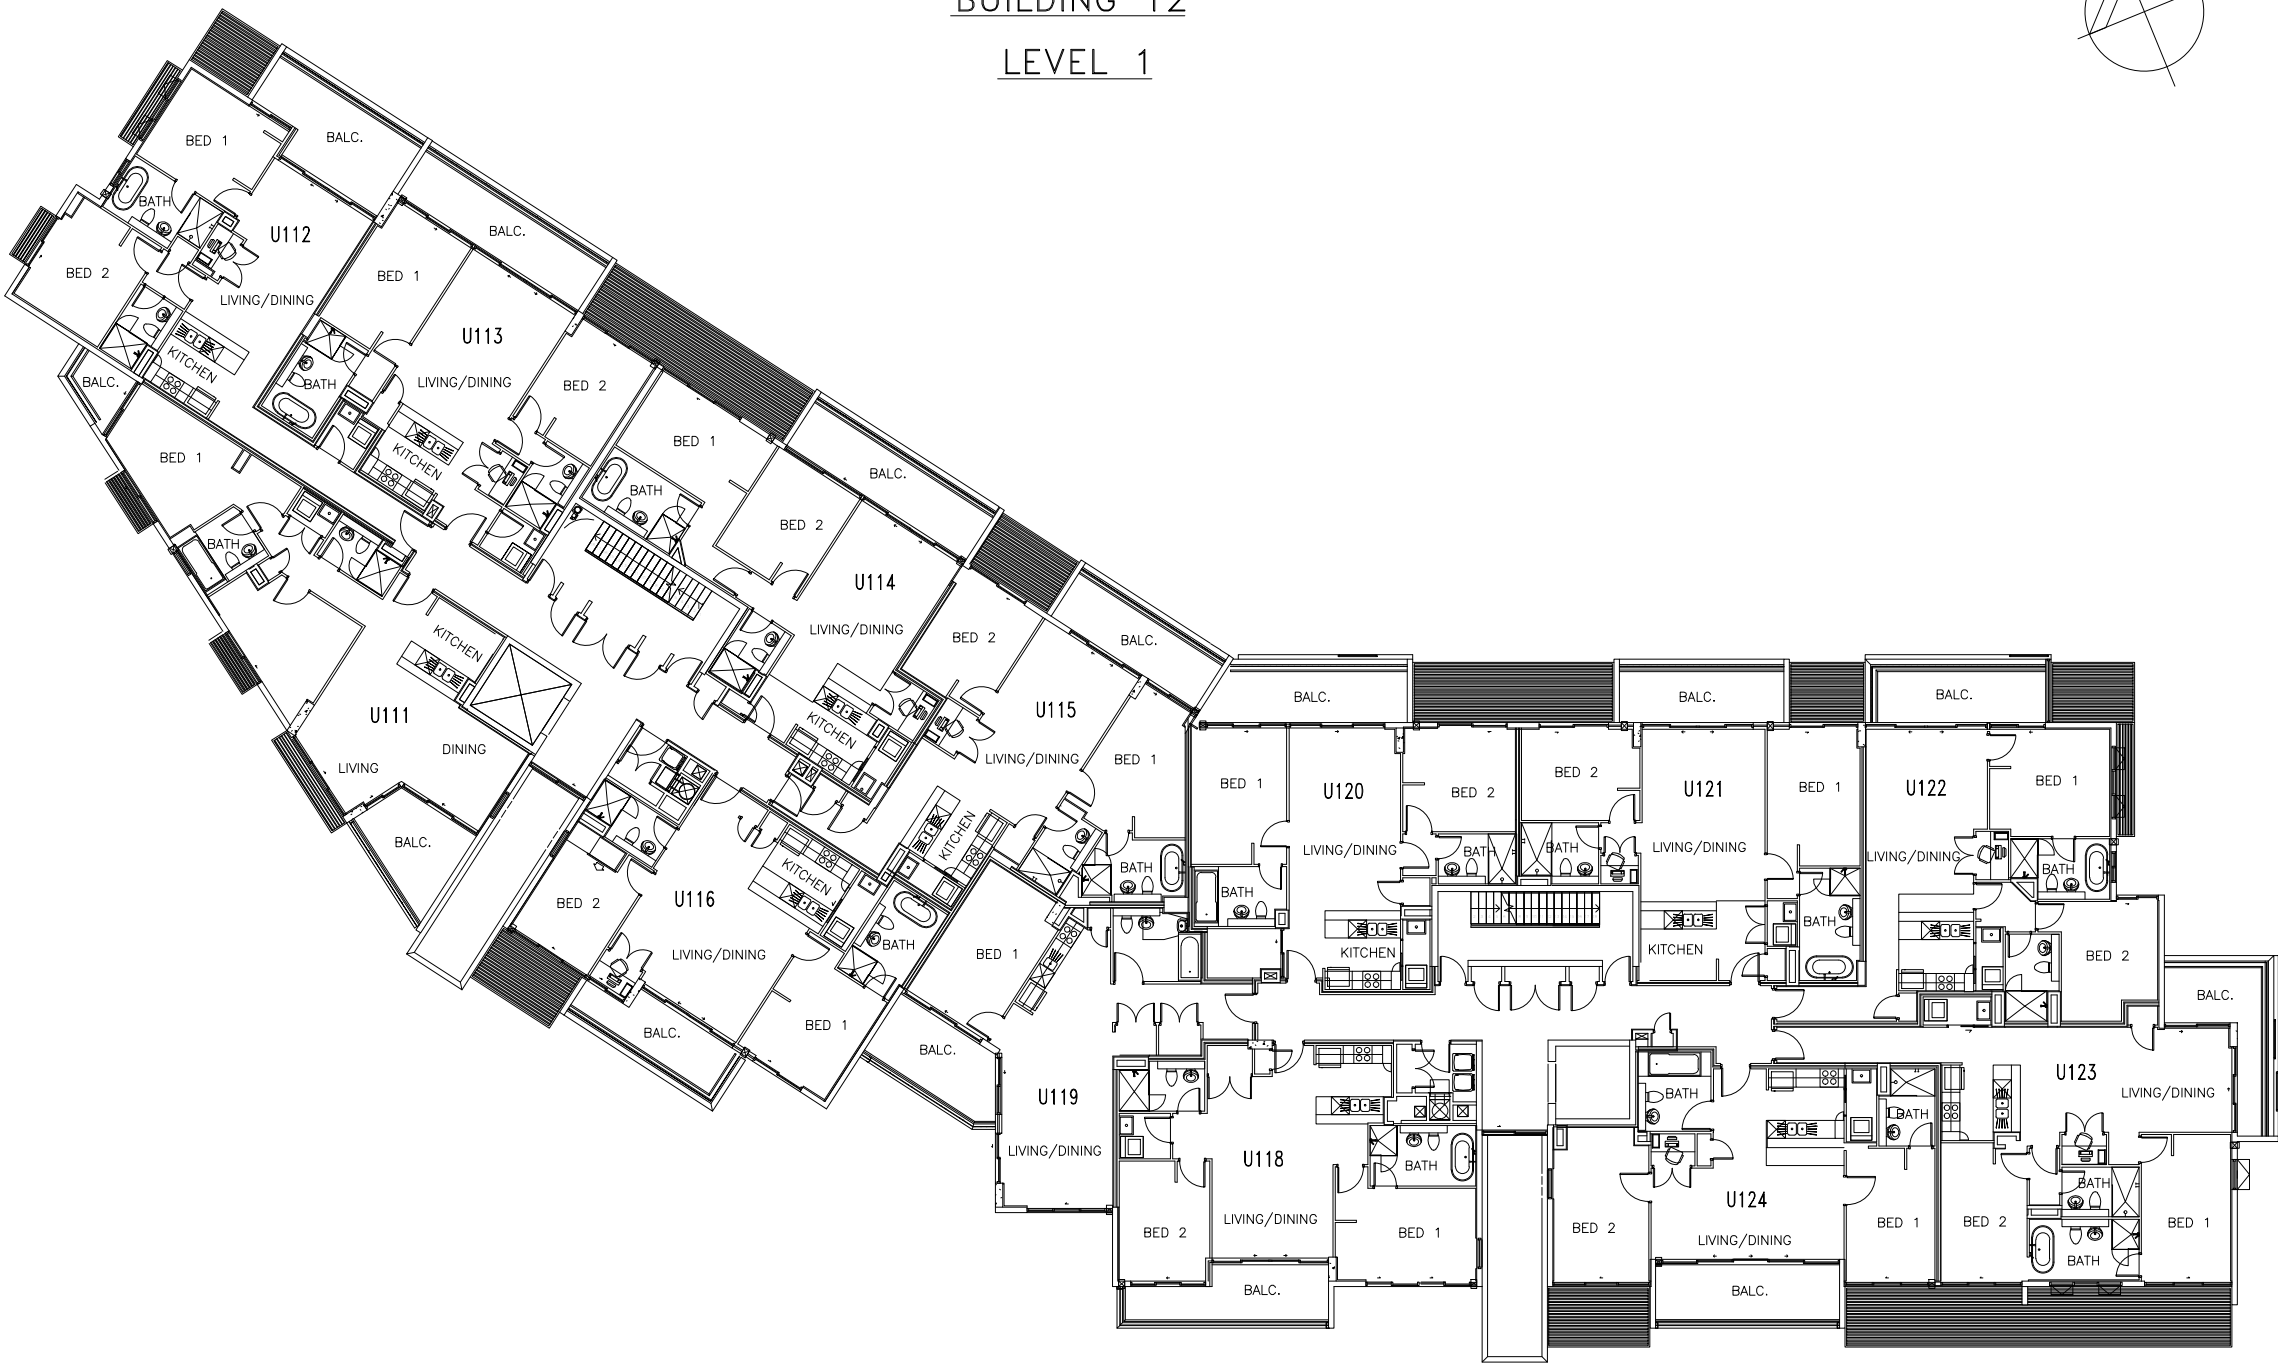 BUILDING 12
LEVEL 1
BED 1
BALC.
BATH
U112
BED 2
LIVING/DINING
KITCHEN
BALC.
BED 1
U113
LIVING/DINING
BATH
KITCHEN
BED 2
BALC.
BED 1
BATH
U111
KITCHEN
DINING
LIVING
BALC.
BED 1
BATH
BED 2
BALC.
U114
LIVING/DINING
KITCHEN
BED 2
BALC.
U115
LIVING/DINING
BED 1
KITCHEN
BATH
BED 2
U116
KITCHEN
LIVING/DINING
BATH
BED 1
BALC.
BED 1
BALC.
U119
LIVING/DINING
BALC.
BED 1
U120
BED 2
LIVING/DINING
BATH
BATH
KITCHEN
BALC.
BED 2
U121
BED 1
BATH
LIVING/DINING
BATH
KITCHEN
BALC.
U122
BED 1
LIVING/DINING
BATH
BED 2
BALC.
U123
LIVING/DINING
BATH
BED 2
BED 1
BATH
BATH
BATH
U124
BED 2
BED 1
LIVING/DINING
BALC.
U118
BATH
LIVING/DINING
BED 2
BED 1
BALC.